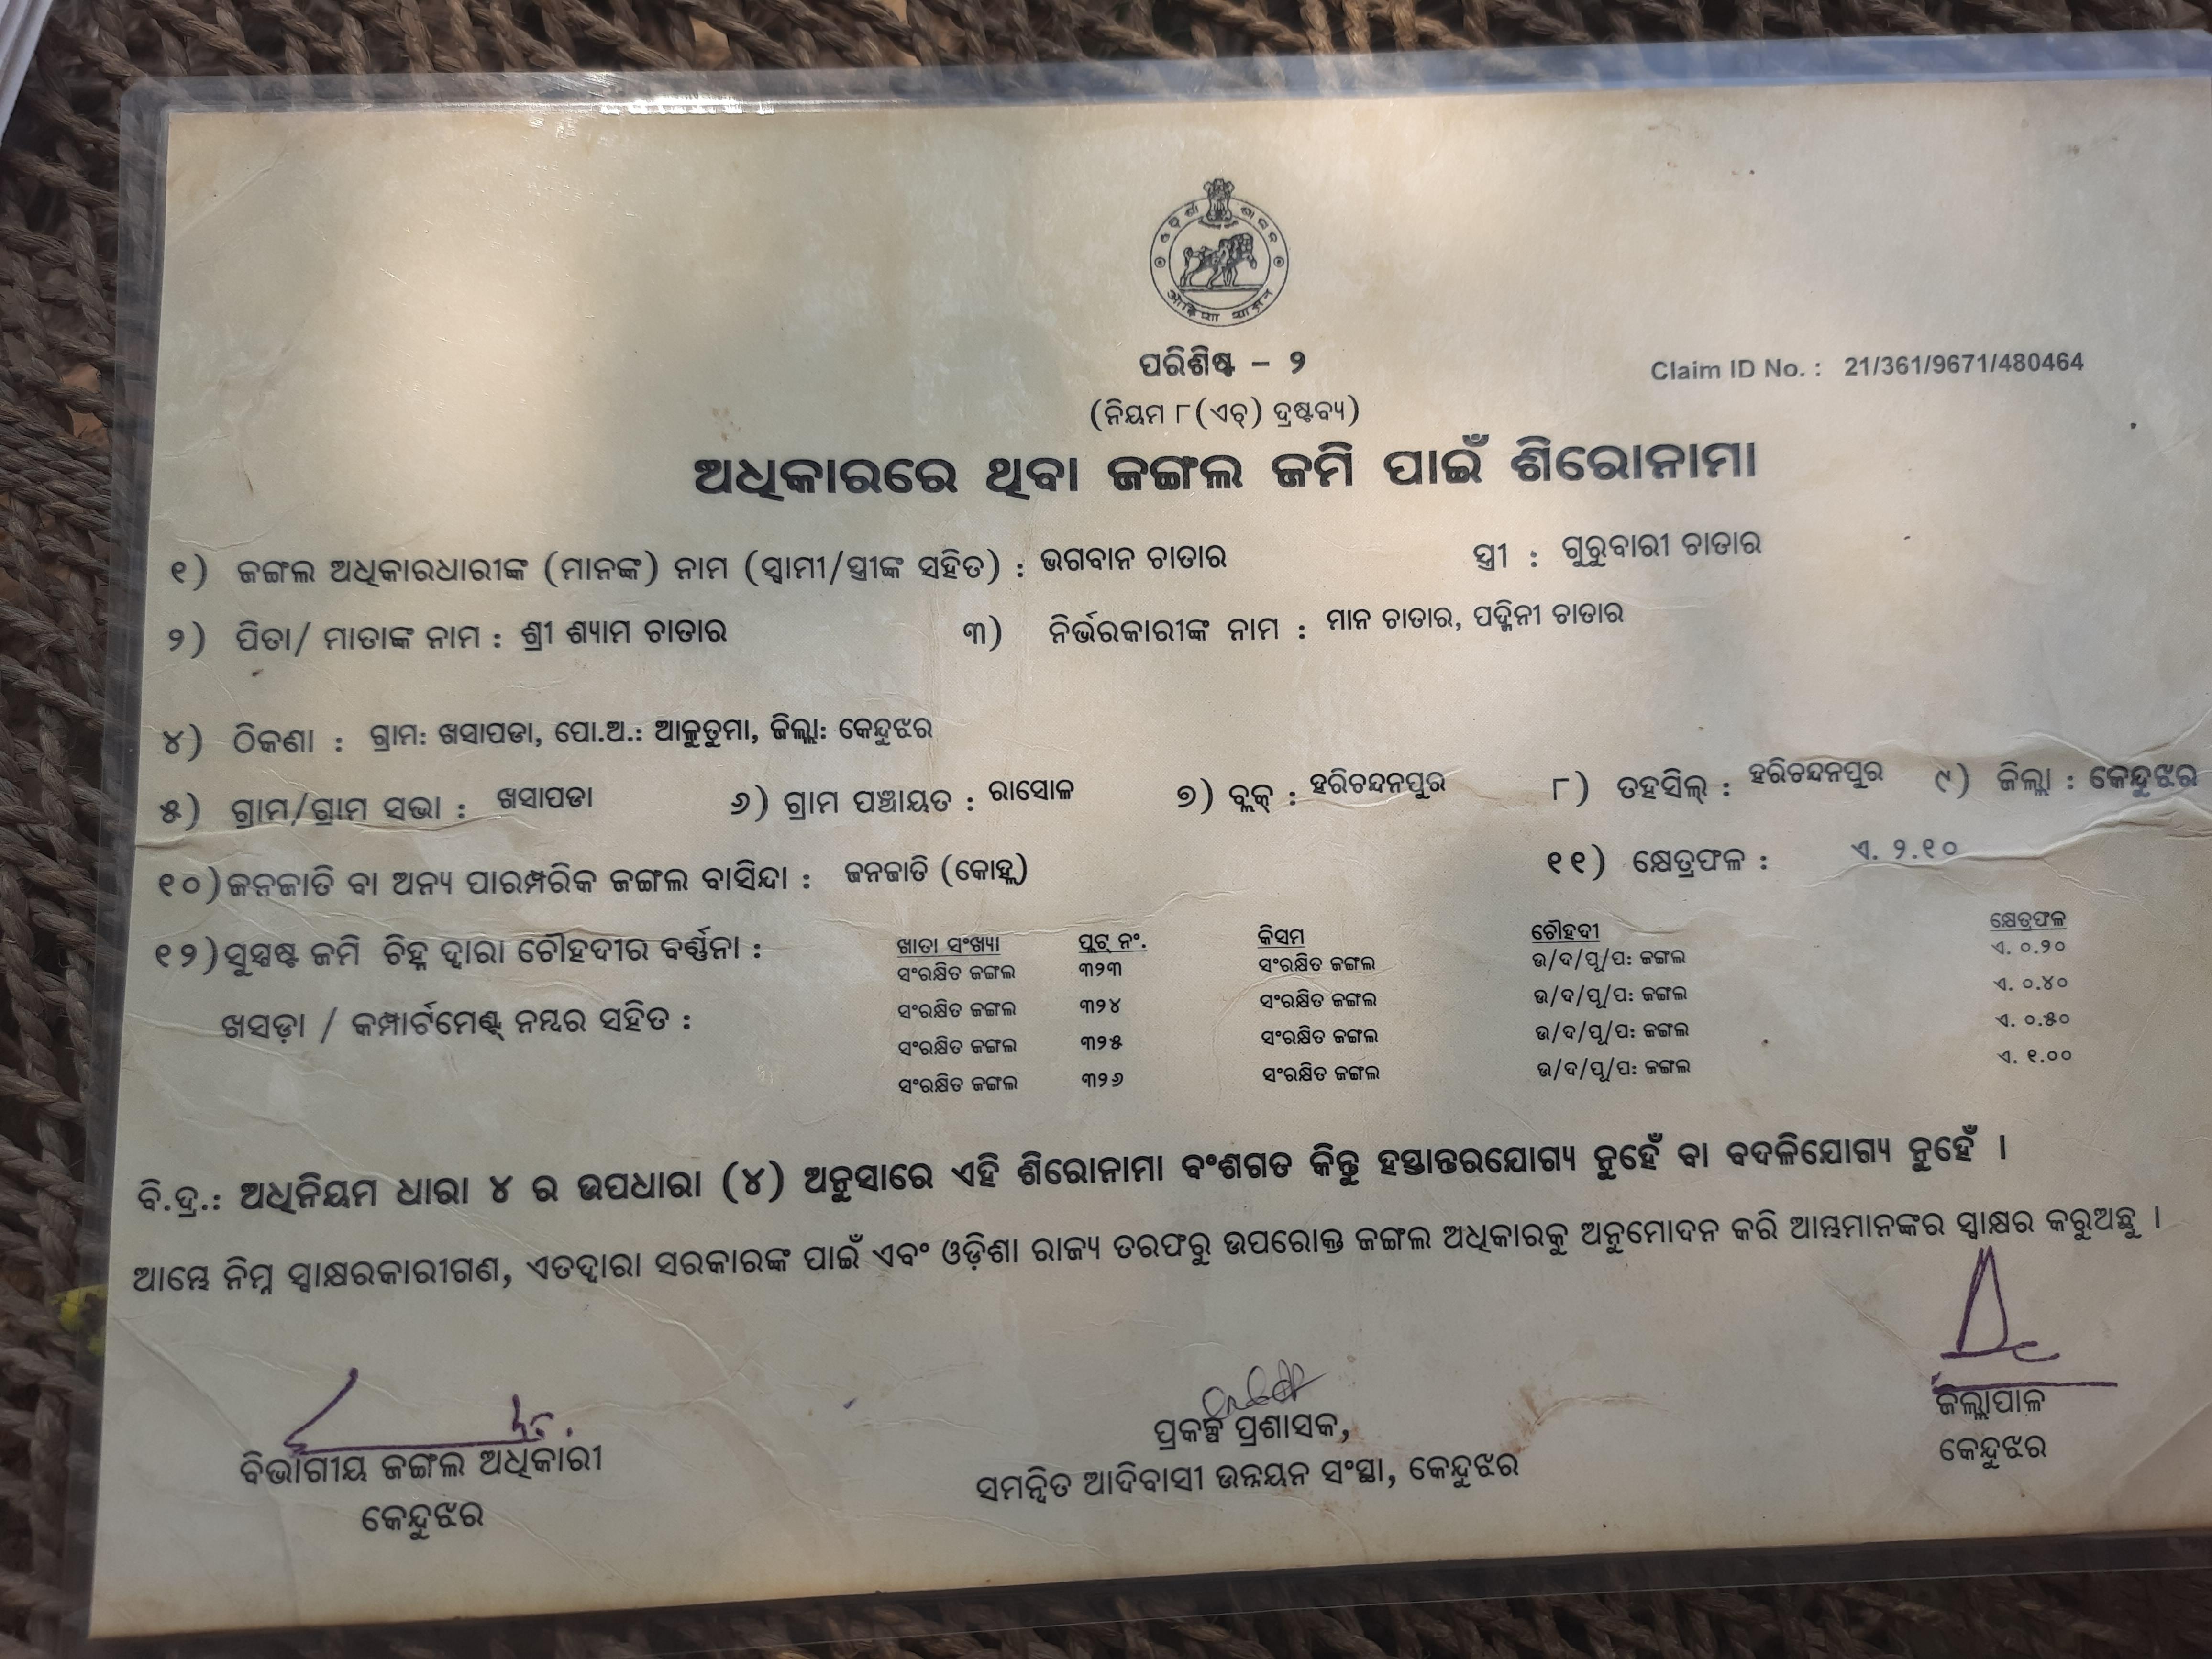 ଓଡ଼ିଶା ଶାସନ
ओड़िशा शासन
ପରିଶିଷ୍ଟ – ୨
Claim ID No. : 21/361/9671/480464
(ନିୟମ ୮(ଏଚ୍) ଦ୍ରଷ୍ଟବ୍ୟ)
ଅଧିକାରରେ ଥିବା ଜଙ୍ଗଲ ଜମି ପାଇଁ ଶିରୋନାମା
୧) ଜଙ୍ଗଲ ଅଧିକାରଧାରୀଙ୍କ (ମାନଙ୍କ) ନାମ (ସ୍ୱାମୀ/ସ୍ତ୍ରୀଙ୍କ ସହିତ) : ଭଗବାନ ଚାତାର ସ୍ତ୍ରୀ : ଗୁରୁବାରୀ ଚାତାର
୨) ପିତା/ ମାତାଙ୍କ ନାମ : ଶ୍ରୀ ଶ୍ୟାମ ଚାତାର ୩) ନିର୍ଭରକାରୀଙ୍କ ନାମ : ମାନ ଚାତାର, ପଦ୍ମିନୀ ଚାତାର
୪) ଠିକଣା : ଗ୍ରାମ: ଖସାପଡା, ପୋ.ଅ.: ଆଳୁତୁମା, ଜିଲ୍ଲା: କେନ୍ଦୁଝର
୫) ଗ୍ରାମ/ଗ୍ରାମ ସଭା : ଖସାପଡା ୬) ଗ୍ରାମ ପଞ୍ଚାୟତ : ରାସୋଳ ୭) ବ୍ଲକ୍ : ହରିଚନ୍ଦନପୁର ୮) ତହସିଲ୍ : ହରିଚନ୍ଦନପୁର ୯) ଜିଲ୍ଲା : କେନ୍ଦୁଝର
୧୦) ଜନଜାତି ବା ଅନ୍ୟ ପାରମ୍ପରିକ ଜଙ୍ଗଲ ବାସିନ୍ଦା : ଜନଜାତି (କୋହ୍ଲ) ୧୧) କ୍ଷେତ୍ରଫଳ : ଏ. ୨.୧୦
୧୨) ସୁସ୍ପଷ୍ଟ ଜମି ଚିହ୍ନ ଦ୍ୱାରା ଚୌହଦୀର ବର୍ଣ୍ଣନା :
ଖସଡ଼ା / କମ୍ପାର୍ଟମେଣ୍ଟ୍ ନମ୍ବର ସହିତ :
ଖାତା ସଂଖ୍ୟା ପ୍ଲଟ୍ ନଂ. କିସମ ଚୌହଦୀ କ୍ଷେତ୍ରଫଳ
ସଂରକ୍ଷିତ ଜଙ୍ଗଲ ୩୨୩ ସଂରକ୍ଷିତ ଜଙ୍ଗଲ ଉ/ଦ/ପୂ/ପ: ଜଙ୍ଗଲ ଏ. ୦.୨୦
ସଂରକ୍ଷିତ ଜଙ୍ଗଲ ୩୨୪ ସଂରକ୍ଷିତ ଜଙ୍ଗଲ ଉ/ଦ/ପୂ/ପ: ଜଙ୍ଗଲ ଏ. ୦.୪୦
ସଂରକ୍ଷିତ ଜଙ୍ଗଲ ୩୨୫ ସଂରକ୍ଷିତ ଜଙ୍ଗଲ ଉ/ଦ/ପୂ/ପ: ଜଙ୍ଗଲ ଏ. ୦.୫୦
ସଂରକ୍ଷିତ ଜଙ୍ଗଲ ୩୨୬ ସଂରକ୍ଷିତ ଜଙ୍ଗଲ ଉ/ଦ/ପୂ/ପ: ଜଙ୍ଗଲ ଏ. ୧.୦୦
ବି.ଦ୍ର.: ଅଧିନିୟମ ଧାରା ୪ ର ଉପଧାରା (୪) ଅନୁସାରେ ଏହି ଶିରୋନାମା ବଂଶଗତ କିନ୍ତୁ ହସ୍ତାନ୍ତରଯୋଗ୍ୟ ନୁହେଁ ବା ବଦଳିଯୋଗ୍ୟ ନୁହେଁ ।
ଆମ୍ଭେ ନିମ୍ନ ସ୍ୱାକ୍ଷରକାରୀଗଣ, ଏତଦ୍ୱାରା ସରକାରଙ୍କ ପାଇଁ ଏବଂ ଓଡ଼ିଶା ରାଜ୍ୟ ତରଫରୁ ଉପରୋକ୍ତ ଜଙ୍ଗଲ ଅଧିକାରକୁ ଅନୁମୋଦନ କରି ଆମ୍ଭମାନଙ୍କର ସ୍ୱାକ୍ଷର କରୁଅଛୁ ।
ବିଭାଗୀୟ ଜଙ୍ଗଲ ଅଧିକାରୀ
କେନ୍ଦୁଝର
ପ୍ରକଳ୍ପ ପ୍ରଶାସକ,
ସମନ୍ୱିତ ଆଦିବାସୀ ଉନ୍ନୟନ ସଂସ୍ଥା, କେନ୍ଦୁଝର
ଜିଲ୍ଲାପାଳ
କେନ୍ଦୁଝର